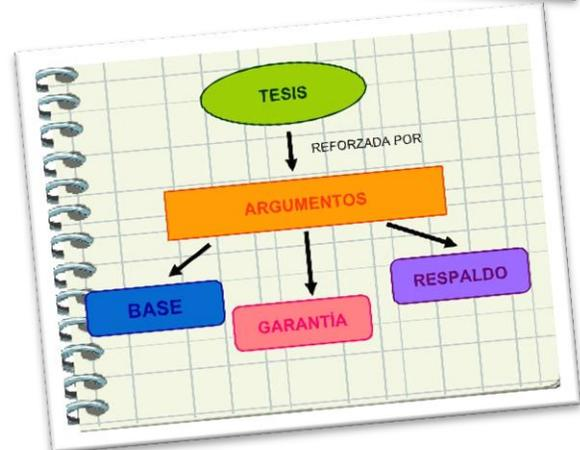 TESIS
REFORZADA POR
ARGUMENTOS
BASE
GARANTÍA
RESPALDO